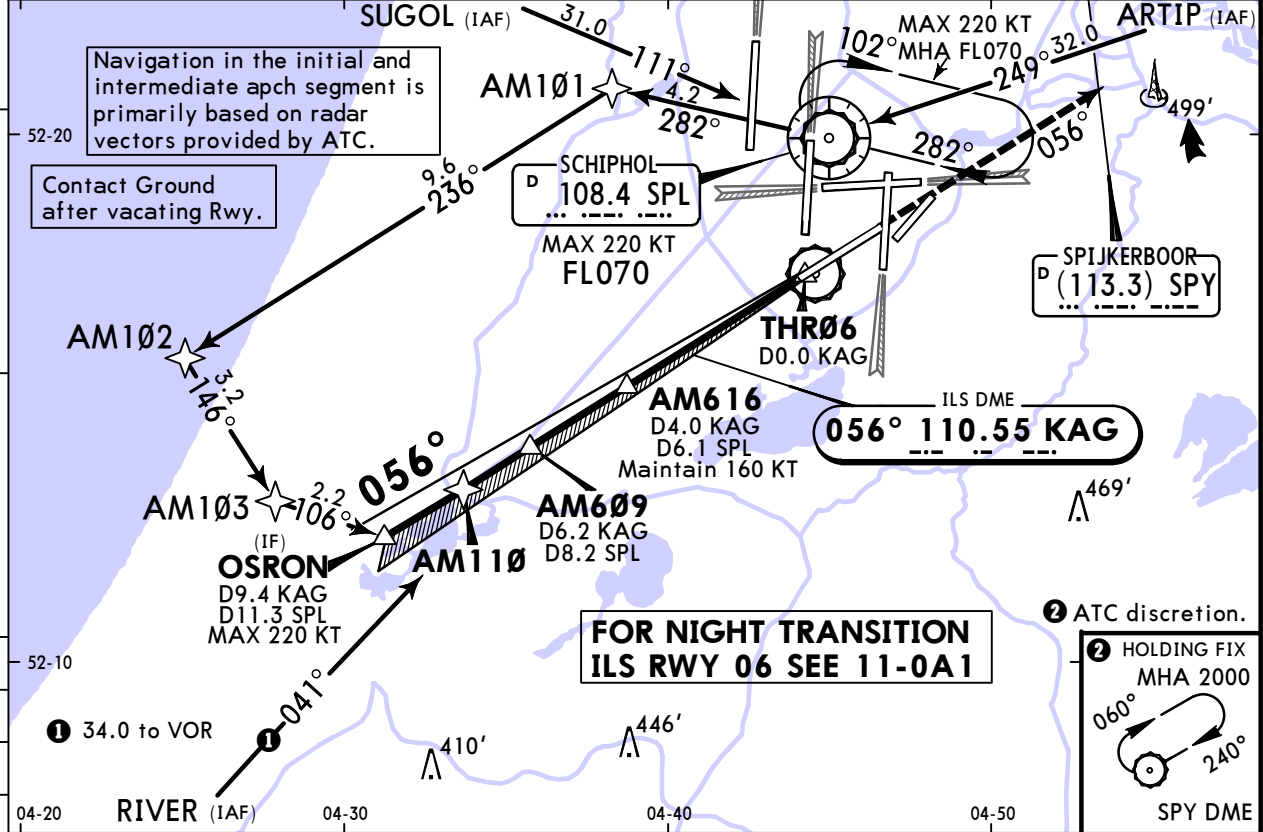 SUGOL (IAF)
31.0
111°
102°
MAX 220 KT
MHA FL070
ARTIP (IAF)
32.0
249°
Navigation in the initial and
intermediate apch segment is
primarily based on radar
vectors provided by ATC.
AM1Ø1
4.2
282°
499'
52-20
282°
056°
Contact Ground
after vacating Rwy.
9.6
236°
SCHIPHOL
D 108.4 SPL
MAX 220 KT
FL070
SPIJKERBOOR
D (113.3) SPY
THRØ6
D0.0 KAG
AM1Ø2
3.2
146°
AM616
D4.0 KAG
D6.1 SPL
Maintain 160 KT
ILS DME
056° 110.55 KAG
056°
AM1Ø3
2.2
106°
AM6Ø9
D6.2 KAG
D8.2 SPL
469'
(IF)
OSRON
D9.4 KAG
D11.3 SPL
MAX 220 KT
AM11Ø
FOR NIGHT TRANSITION
ILS RWY 06 SEE 11-0A1
2 ATC discretion.
52-10
2 HOLDING FIX
MHA 2000
060°
240°
SPY DME
041°
1 34.0 to VOR
1
410'
446'
RIVER (IAF)
04-20
04-30
04-40
04-50